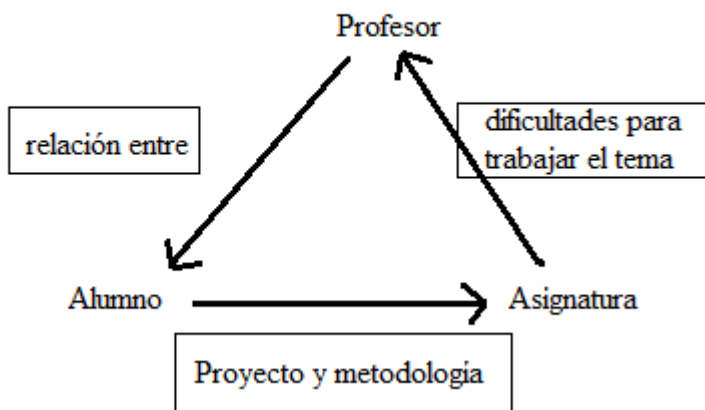 Profesor
relación entre
dificultades para
trabajar el tema
Alumno
Asignatura
Proyecto y metodología